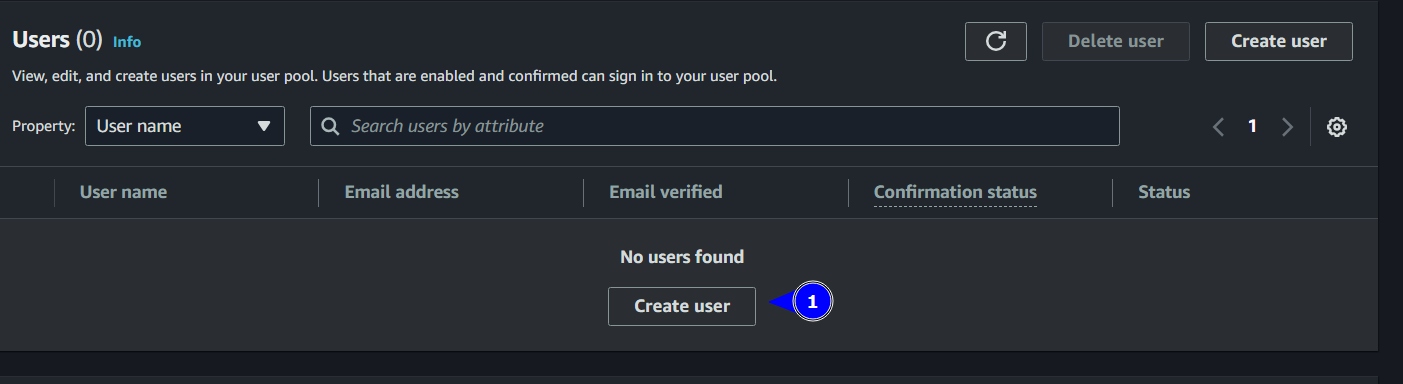 Users (0) Info
Delete user
Create user
View, edit, and create users in your user pool. Users that are enabled and confirmed can sign in to your user pool.
Property: User name Search users by attribute 1
User name Email address Email verified Confirmation status Status
No users found
Create user 1